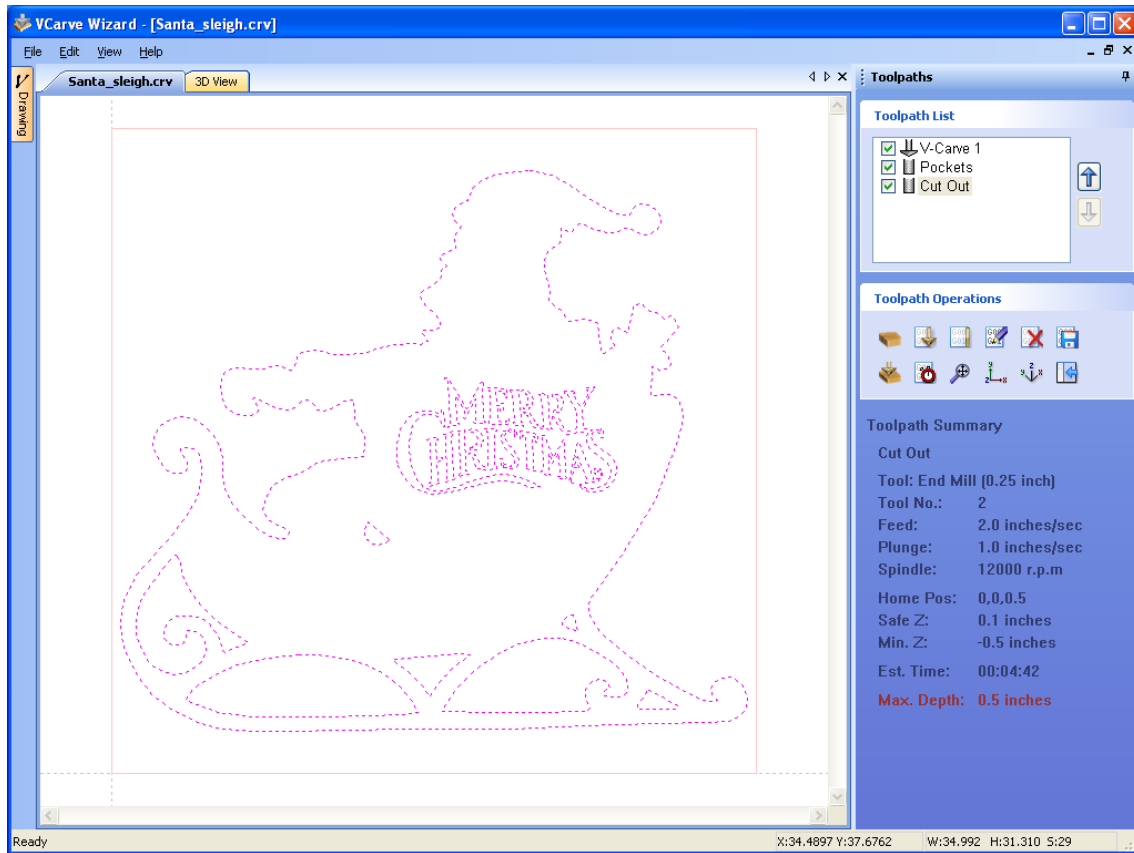 VCarve Wizard - [Santa_sleigh.crv]
File Edit View Help
Drawing
Santa_sleigh.crv 3D View
Toolpaths
Toolpath List
V-Carve 1
Pockets
Cut Out
MERRY
CHRISTMAS
Toolpath Operations
Toolpath Summary
Cut Out
Tool: End Mill (0.25 inch)
Tool No.: 2
Feed: 2.0 inches/sec
Plunge: 1.0 inches/sec
Spindle: 12000 r.p.m
Home Pos: 0,0,0.5
Safe Z: 0.1 inches
Min. Z: -0.5 inches
Est. Time: 00:04:42
Max. Depth: 0.5 inches
Ready X:34.4897 Y:37.6762 W:34.992 H:31.310 S:29